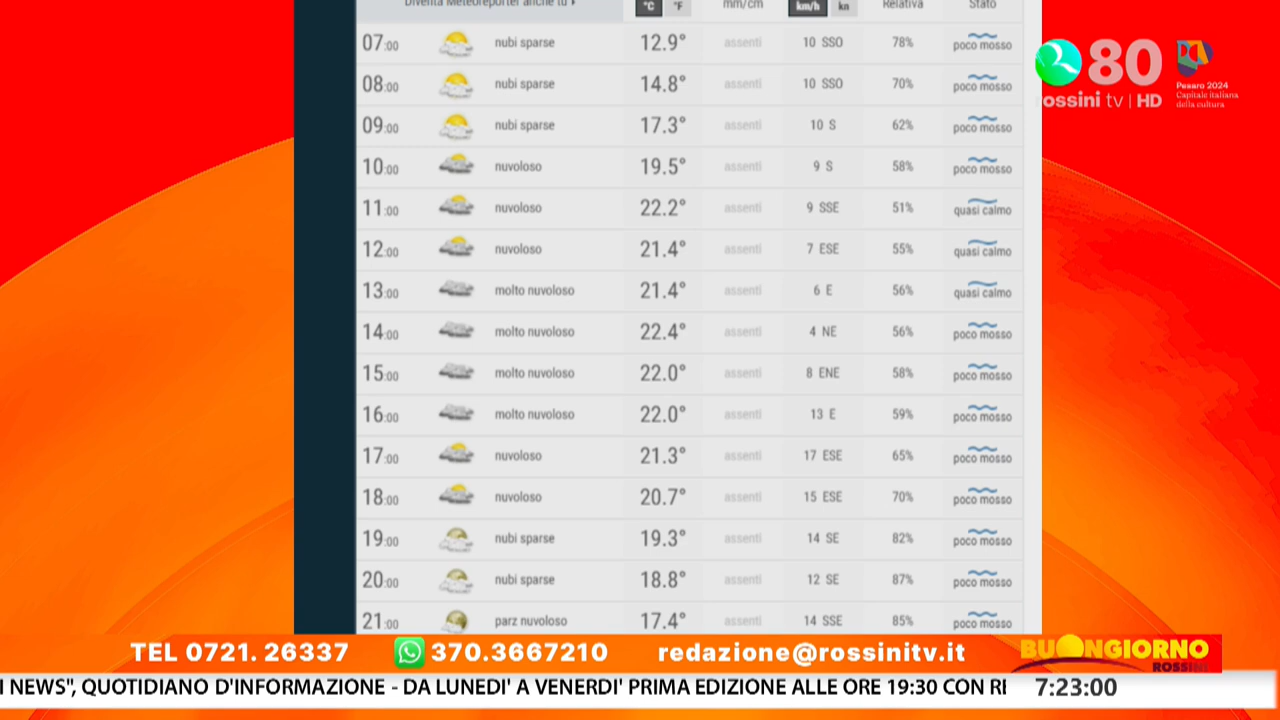 Diventa Meteoreporter anche tu
°C °F mm/cm km/h kn Relativa Stato
07:00 nubi sparse 12.9° assenti 10 SSO 78% poco mosso
08:00 nubi sparse 14.8° assenti 10 SSO 70% poco mosso
09:00 nubi sparse 17.3° assenti 10 S 62% poco mosso
10:00 nuvoloso 19.5° assenti 9 S 58% poco mosso
11:00 nuvoloso 22.2° assenti 9 SSE 51% quasi calmo
12:00 nuvoloso 21.4° assenti 7 ESE 55% quasi calmo
13:00 molto nuvoloso 21.4° assenti 6 E 56% quasi calmo
14:00 molto nuvoloso 22.4° assenti 4 NE 56% poco mosso
15:00 molto nuvoloso 22.0° assenti 8 ENE 58% poco mosso
16:00 molto nuvoloso 22.0° assenti 13 E 59% poco mosso
17:00 nuvoloso 21.3° assenti 17 ESE 65% poco mosso
18:00 nuvoloso 20.7° assenti 15 ESE 70% poco mosso
19:00 nubi sparse 19.3° assenti 14 SE 82% poco mosso
20:00 nubi sparse 18.8° assenti 12 SE 87% poco mosso
21:00 parz nuvoloso 17.4° assenti 14 SSE 85% poco mosso
80
rossini tv | HD
Pesaro 2024
Capitale italiana
della cultura
TEL 0721. 26337 370.3667210 redazione@rossinitv.it
BUONGIORNO
ROSSINI
I NEWS", QUOTIDIANO D'INFORMAZIONE - DA LUNEDI' A VENERDI' PRIMA EDIZIONE ALLE ORE 19:30 CON RE
7:23:00